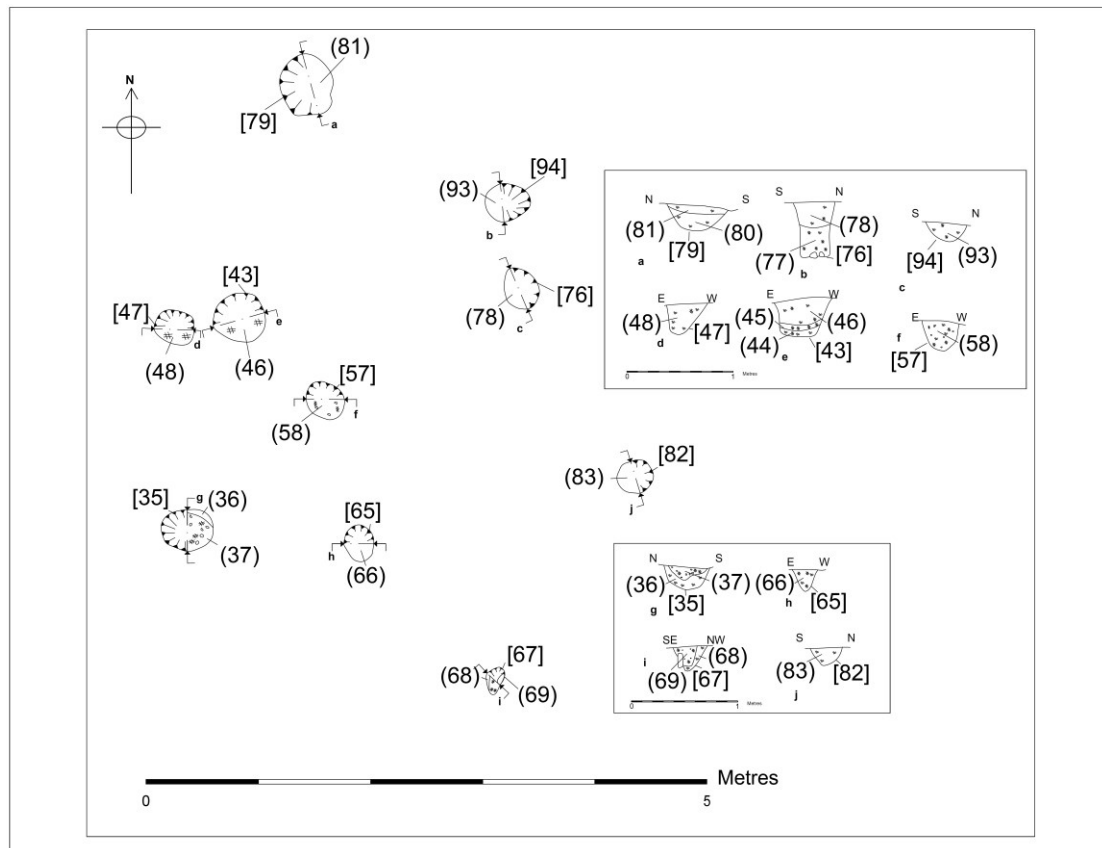 (81)
N
[79]
a
(93)
[94]
b
N
S
(81)
(80)
[79]
a
S
N
(78)
(77)
[76]
b
S
N
[94]
(93)
c
[43]
[47]
e
d
(48)
(46)
(78)
[76]
c
E
W
(48)
[47]
d
E
W
(45)
(46)
(44)
[43]
e
E
W
f
(58)
[57]
0
1
Metres
[57]
(58)
f
(83)
[82]
j
[35]
g
(36)
(37)
[65]
h
(66)
N
S
(36)
(37)
[35]
g
E
W
(66)
[65]
h
SE
NW
i
(68)
(69)
[67]
S
N
(83)
[82]
j
0
1
Metres
[67]
(68)
(69)
i
Metres
0
5